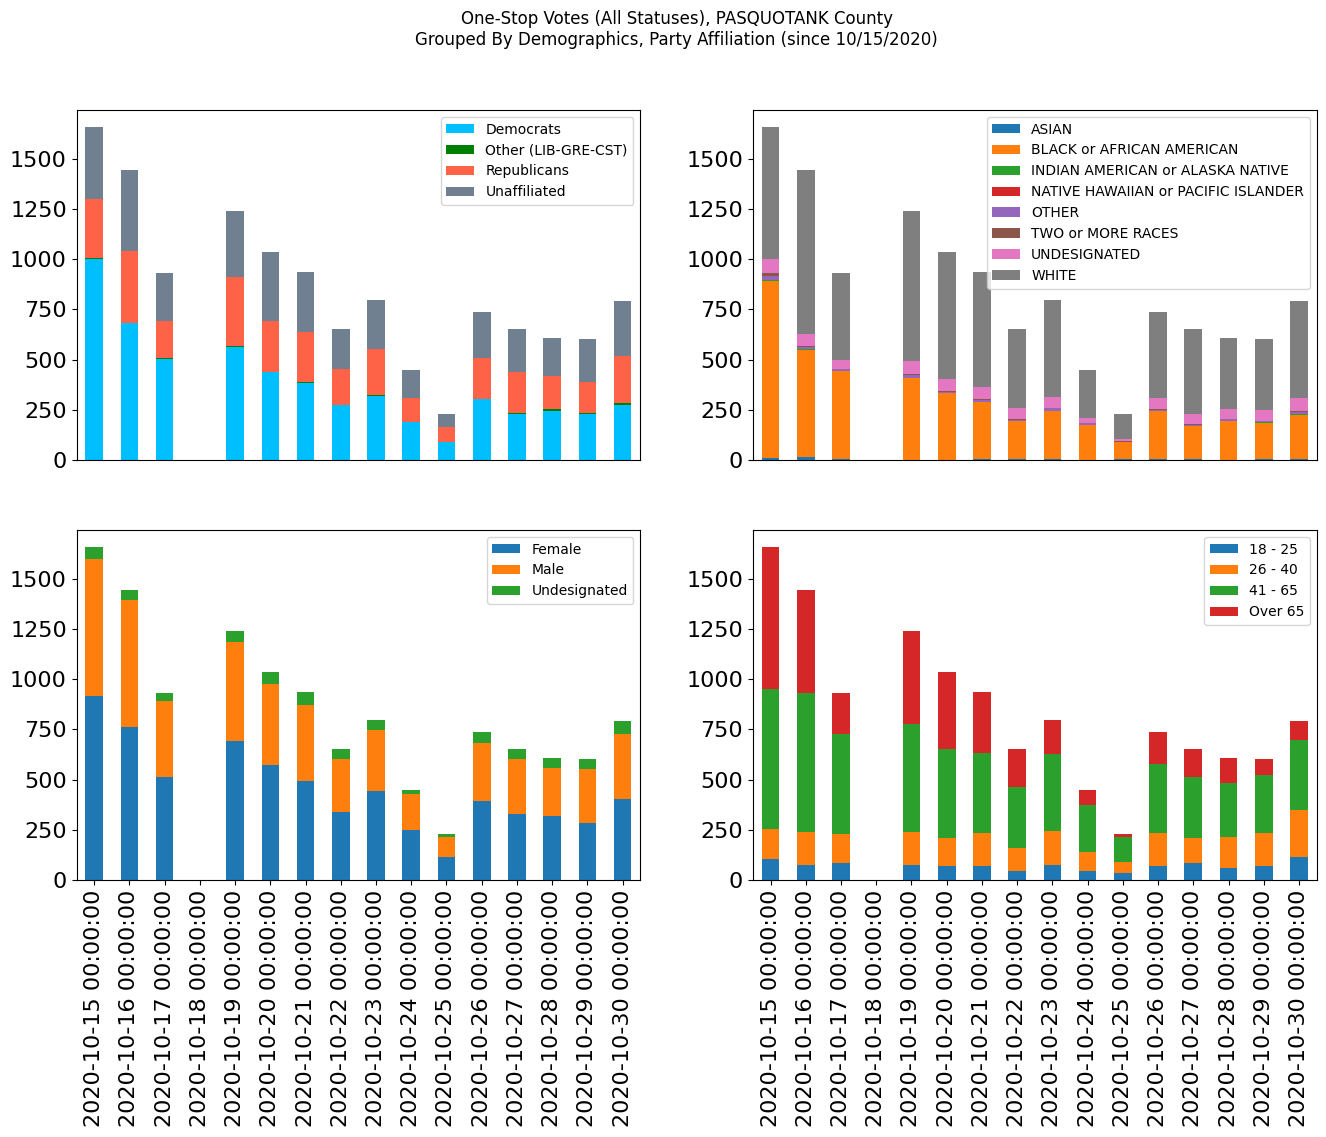 One-Stop Votes (All Statuses), PASQUOTANK County
Grouped By Demographics, Party Affiliation (since 10/15/2020)
1500
1250
1000
750
500
250
0
Democrats
Other (LIB-GRE-CST)
Republicans
Unaffiliated
1500
1250
1000
750
500
250
0
ASIAN
BLACK or AFRICAN AMERICAN
INDIAN AMERICAN or ALASKA NATIVE
NATIVE HAWAIIAN or PACIFIC ISLANDER
OTHER
TWO or MORE RACES
UNDESIGNATED
WHITE
1500
1250
1000
750
500
250
0
Female
Male
Undesignated
2020-10-15 00:00:00
2020-10-16 00:00:00
2020-10-17 00:00:00
2020-10-18 00:00:00
2020-10-19 00:00:00
2020-10-20 00:00:00
2020-10-21 00:00:00
2020-10-22 00:00:00
2020-10-23 00:00:00
2020-10-24 00:00:00
2020-10-25 00:00:00
2020-10-26 00:00:00
2020-10-27 00:00:00
2020-10-28 00:00:00
2020-10-29 00:00:00
2020-10-30 00:00:00
1500
1250
1000
750
500
250
0
18 - 25
26 - 40
41 - 65
Over 65
2020-10-15 00:00:00
2020-10-16 00:00:00
2020-10-17 00:00:00
2020-10-18 00:00:00
2020-10-19 00:00:00
2020-10-20 00:00:00
2020-10-21 00:00:00
2020-10-22 00:00:00
2020-10-23 00:00:00
2020-10-24 00:00:00
2020-10-25 00:00:00
2020-10-26 00:00:00
2020-10-27 00:00:00
2020-10-28 00:00:00
2020-10-29 00:00:00
2020-10-30 00:00:00